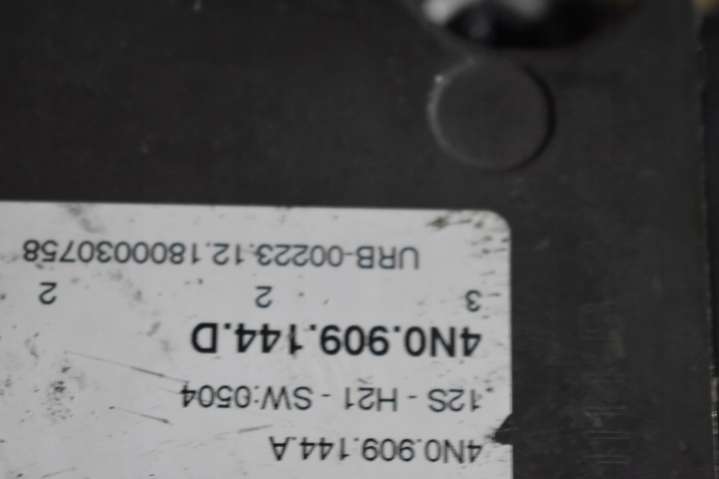 4N0.909.144.A
12S - H21 - SW:0504
4N0.909.144.D
3 2 2
URB-00223.12.1800030758